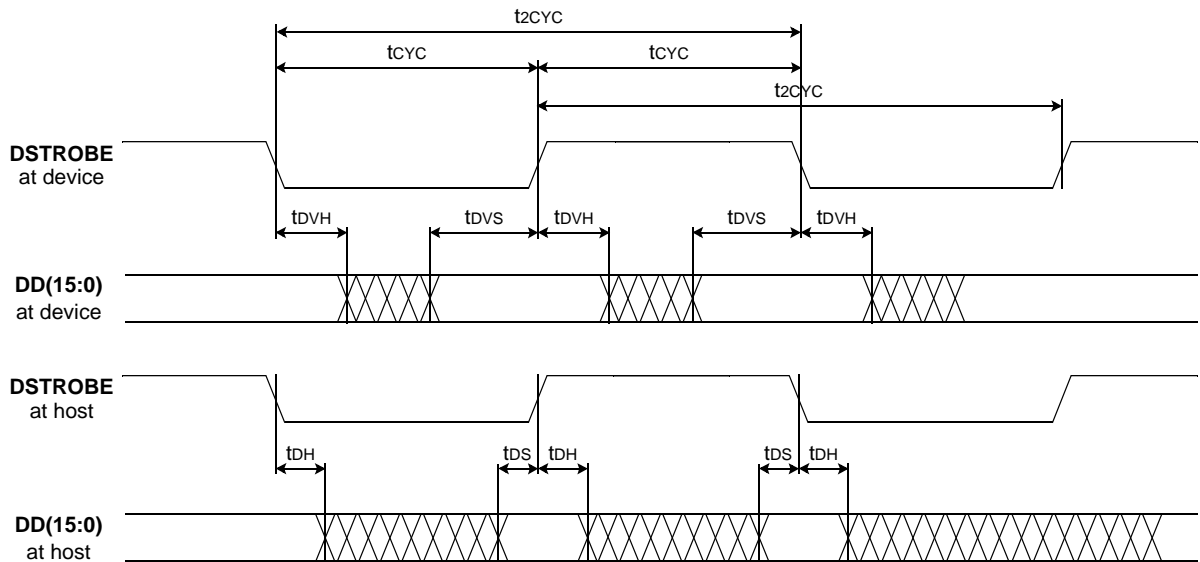 t2CYC
tCYC tCYC
t2CYC
DSTROBE
at device
tDVH tDVS tDVH tDVS tDVH
DD(15:0)
at device
DSTROBE
at host
tDH tDS tDH tDS tDH
DD(15:0)
at host